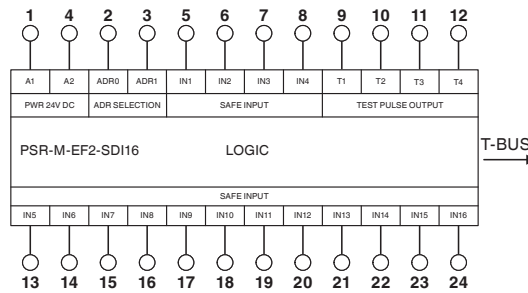 1 4 2 3 5 6 7 8 9 10 11 12
A1 A2 ADR0 ADR1 IN1 IN2 IN3 IN4 T1 T2 T3 T4
PWR 24V DC ADR SELECTION SAFE INPUT TEST PULSE OUTPUT
PSR-M-EF2-SDI16 LOGIC T-BUS
SAFE INPUT
IN5 IN6 IN7 IN8 IN9 IN10 IN11 IN12 IN13 IN14 IN15 IN16
13 14 15 16 17 18 19 20 21 22 23 24